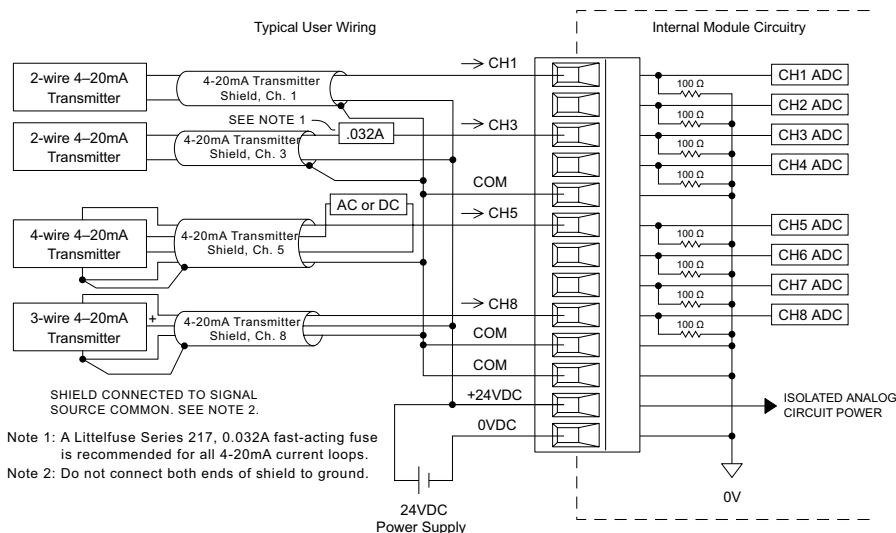 Typical User Wiring
Internal Module Circuitry
2-wire 4–20mA
Transmitter
4-20mA Transmitter
Shield, Ch. 1
CH1
100 Ω
CH1 ADC
100 Ω
CH2 ADC
SEE NOTE 1
.032A
2-wire 4–20mA
Transmitter
4-20mA Transmitter
Shield, Ch. 3
CH3
100 Ω
CH3 ADC
100 Ω
CH4 ADC
COM
AC or DC
4-wire 4–20mA
Transmitter
4-20mA Transmitter
Shield, Ch. 5
CH5
100 Ω
CH5 ADC
100 Ω
CH6 ADC
100 Ω
CH7 ADC
3-wire 4–20mA
Transmitter
+
4-20mA Transmitter
Shield, Ch. 8
CH8
100 Ω
CH8 ADC
COM
COM
+24VDC
0VDC
SHIELD CONNECTED TO SIGNAL
SOURCE COMMON. SEE NOTE 2.
ISOLATED ANALOG
CIRCUIT POWER
Note 1: A Littelfuse Series 217, 0.032A fast-acting fuse
is recommended for all 4-20mA current loops.
Note 2: Do not connect both ends of shield to ground.
24VDC
Power Supply
0V